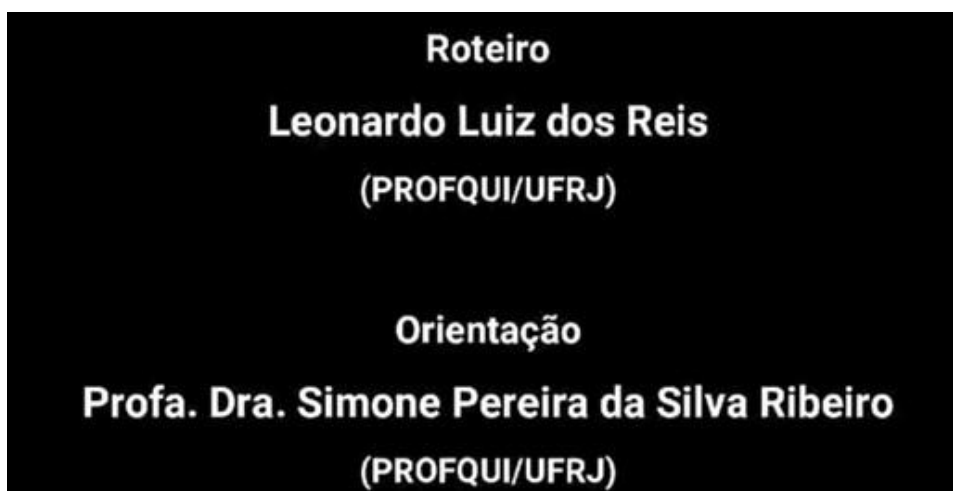 Roteiro
Leonardo Luiz dos Reis
(PROFQUI/UFRJ)
Orientação
Profa. Dra. Simone Pereira da Silva Ribeiro
(PROFQUI/UFRJ)